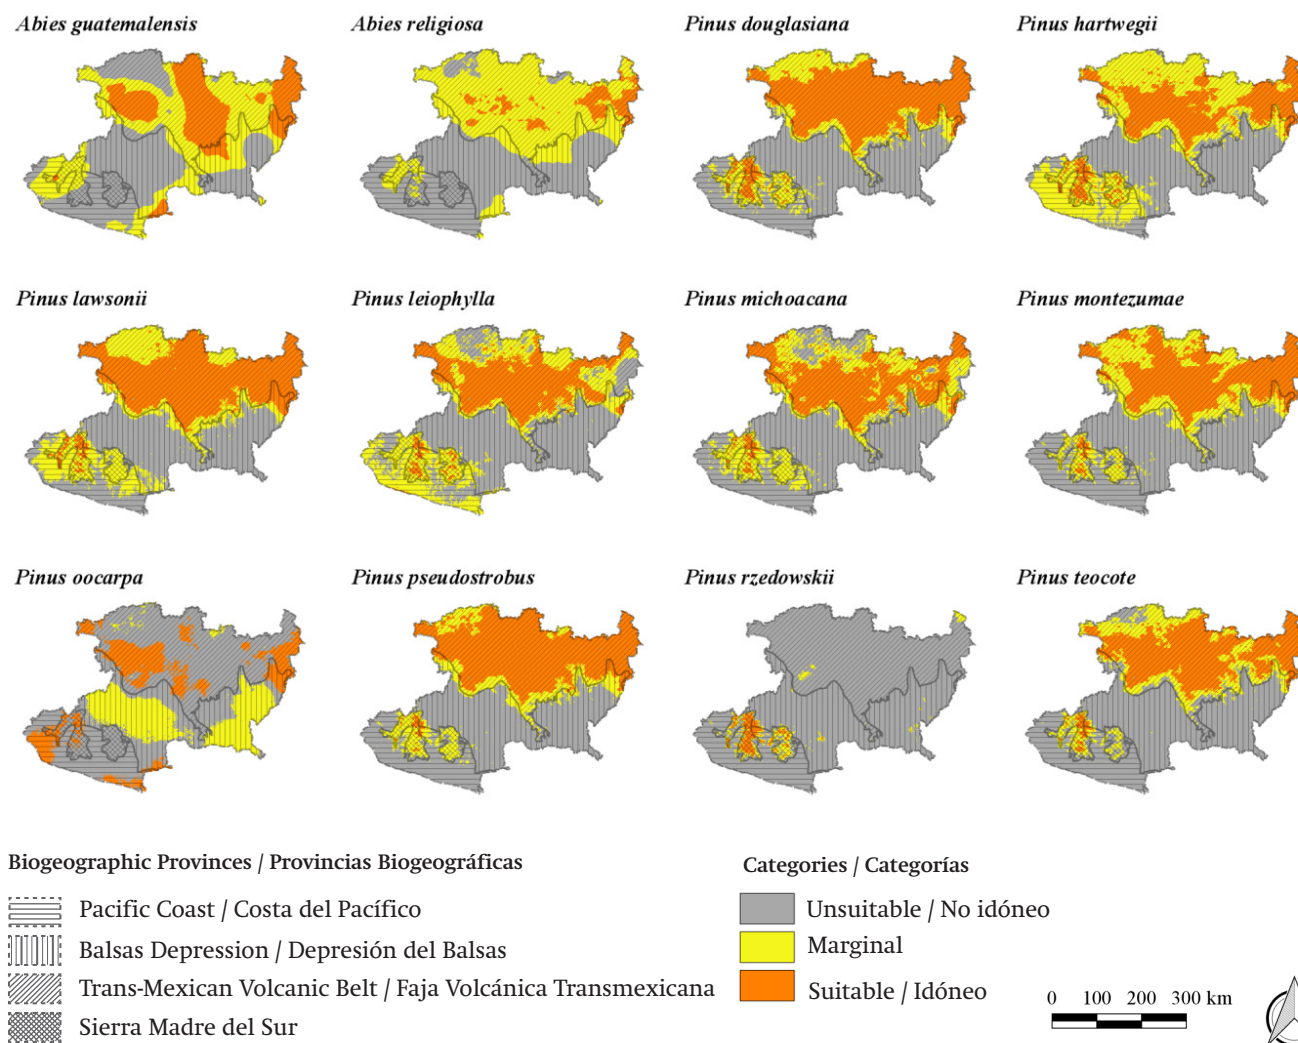 Abies guatemalensis
Abies religiosa
Pinus douglasiana
Pinus hartwegii
Pinus lawsonii
Pinus leiophylla
Pinus michoacana
Pinus montezumae
Pinus oocarpa
Pinus pseudostrobus
Pinus rzedowskii
Pinus teocote
Biogeographic Provinces / Provincias Biogeográficas
Pacific Coast / Costa del Pacífico
Balsas Depression / Depresión del Balsas
Trans-Mexican Volcanic Belt / Faja Volcánica Transmexicana
Sierra Madre del Sur
Categories / Categorías
Unsuitable / No idóneo
Marginal
Suitable / Idóneo
0 100 200 300 km